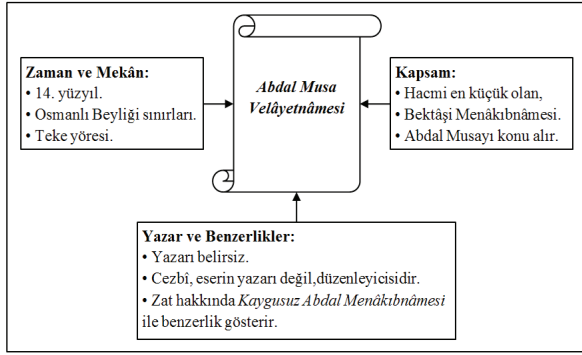 Abdal Musa
Velâyetnâmesi
Zaman ve Mekân:
• 14. yüzyıl.
• Osmanlı Beyliği sınırları.
• Teke yöresi.
Kapsam:
• Hacmi en küçük olan,
• Bektâşi Menâkıbnâmesi.
• Abdal Musayı konu alır.
Yazar ve Benzerlikler:
• Yazarı belirsiz.
• Cezbî, eserin yazarı değil,düzenleyicisidir.
• Zat hakkında Kaygusuz Abdal Menâkıbnâmesi
ile benzerlik gösterir.